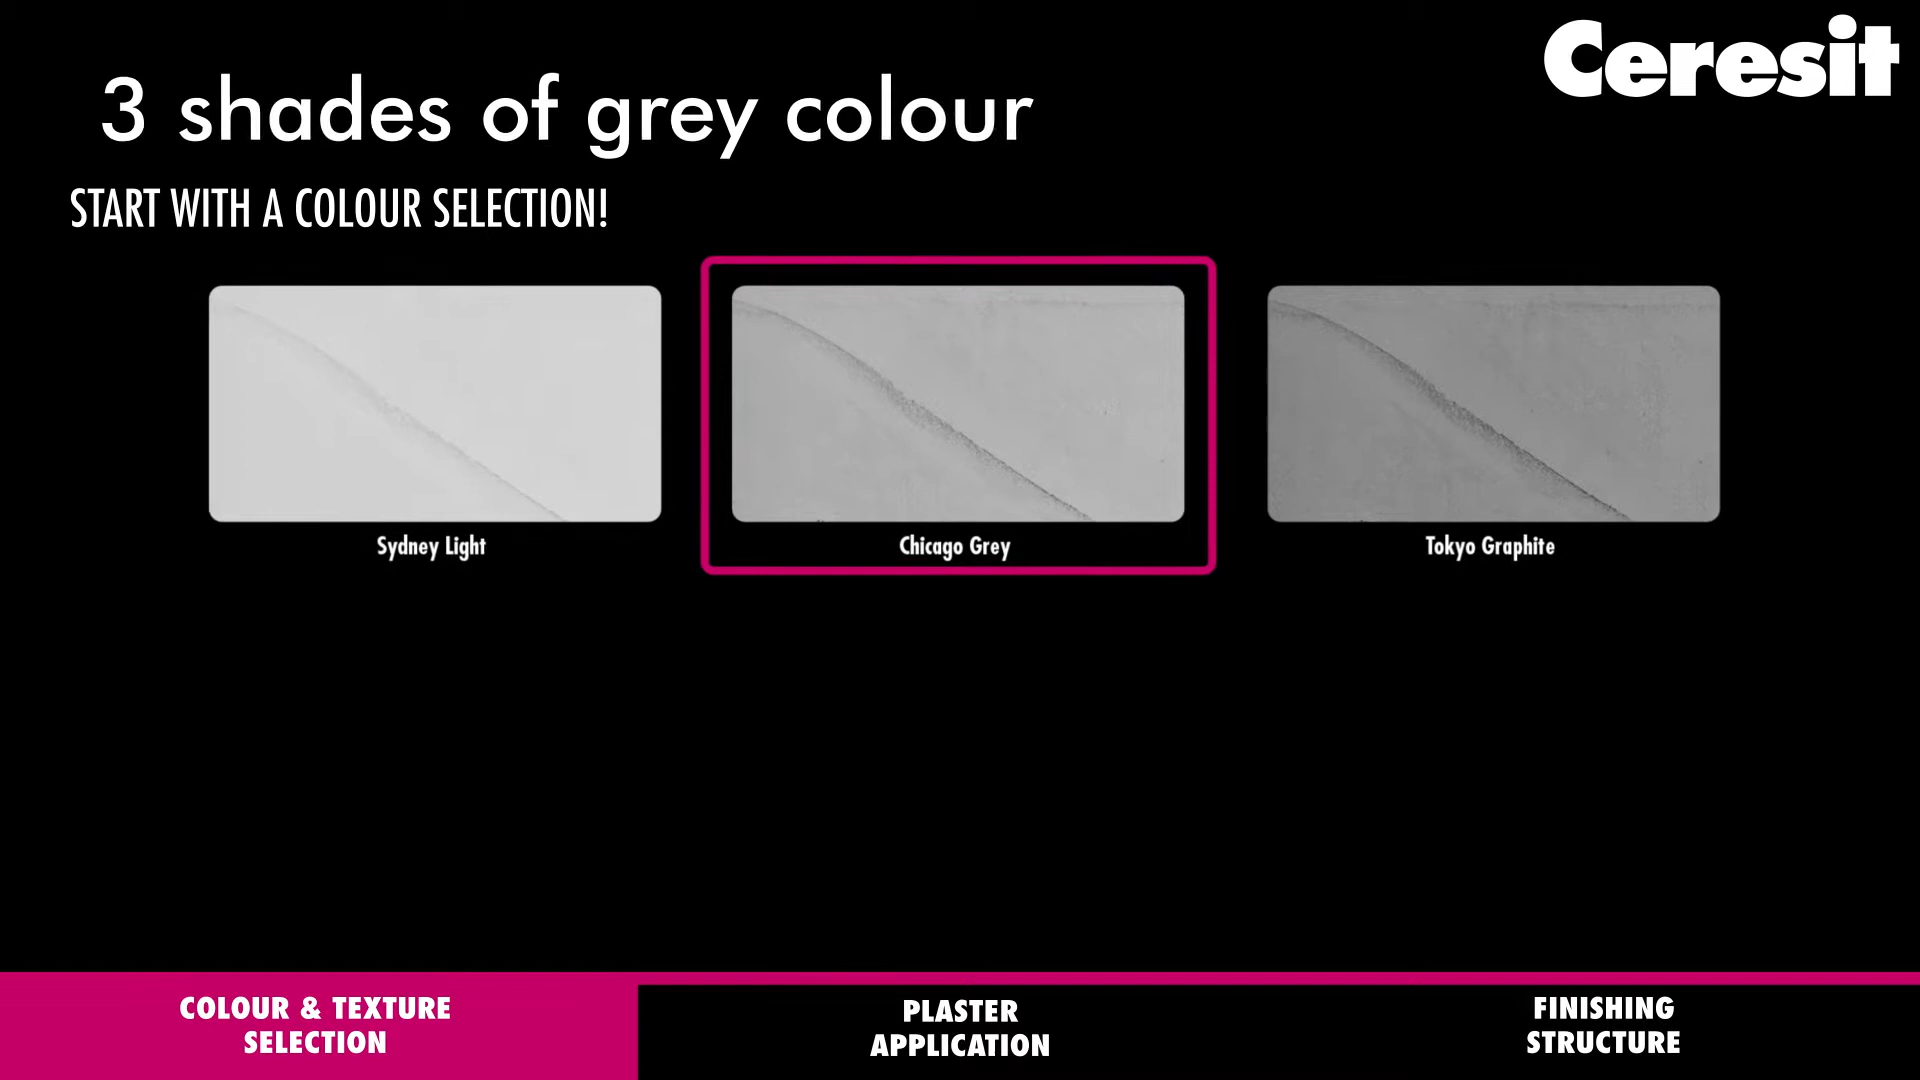 Ceresit
3 shades of grey colour
START WITH A COLOUR SELECTION!
Sydney Light
Chicago Grey
Tokyo Graphite
COLOUR & TEXTURE
SELECTION
PLASTER
APPLICATION
FINISHING
STRUCTURE